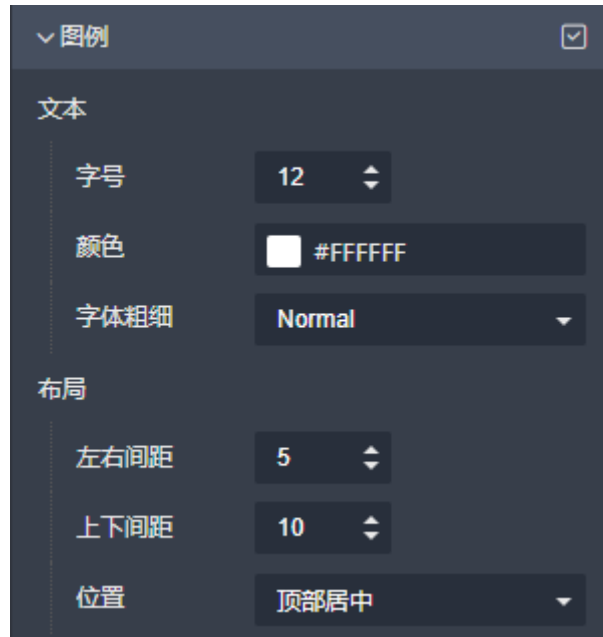 图例
文本
字号 12
颜色 #FFFFFF
字体粗细 Normal
布局
左右间距 5
上下间距 10
位置 顶部居中